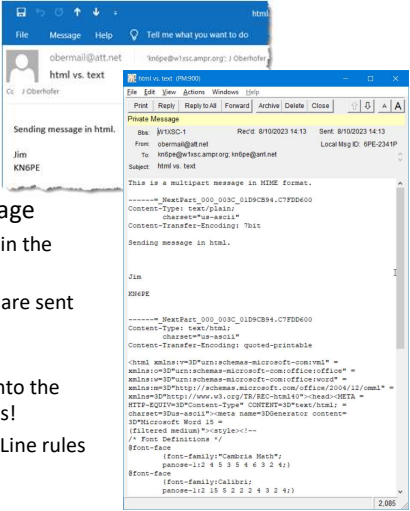 html
File Message Help Tell me what you want to do
obermail@att.net 'kn6pe@w1xsc.ampr.org'; J Oberhofer
html vs. text
Cc J Oberhofer
Sending message in html.
Jim
KN6PE
age
in the
are sent
nto the
s!
Line rules
html vs. text (PM:900)
File Edit View Actions Windows Help
Print Reply Reply to All Forward Archive Delete Close A A
Private Message
Bbs: W1XSC-1 Rec'd: 8/10/2023 14:13 Sent: 8/10/2023 14:13
From: obermail@att.net Local Msg ID: 6PE-2341P
To: kn6pe@w1xsc.ampr.org; kn6pe@arrl.net
Subject: html vs. text
This is a multipart message in MIME format.
------=_NextPart_000_003C_01D9CB94.C7FDD600
Content-Type: text/plain;
charset="us-ascii"
Content-Transfer-Encoding: 7bit
Sending message in html.
Jim
KN6PE
------=_NextPart_000_003C_01D9CB94.C7FDD600
Content-Type: text/html;
charset="us-ascii"
Content-Transfer-Encoding: quoted-printable
<html xmlns:v=3D"urn:schemas-microsoft-com:vml" =
xmlns:o=3D"urn:schemas-microsoft-com:office:office" =
xmlns:w=3D"urn:schemas-microsoft-com:office:word" =
xmlns:m=3D"http://schemas.microsoft.com/office/2004/12/omml" =
xmlns=3D"http://www.w3.org/TR/REC-html40"><head><META =
HTTP-EQUIV=3D"Content-Type" CONTENT=3D"text/html; =
charset=3Dus-ascii"><meta name=3DGenerator content=
3D"Microsoft Word 15 =
(filtered medium)"><style><!--
/* Font Definitions */
@font-face
{font-family:"Cambria Math";
panose-1:2 4 5 3 5 4 6 3 2 4;}
@font-face
{font-family:Calibri;
panose-1:2 15 5 2 2 2 4 3 2 4;}
2,085